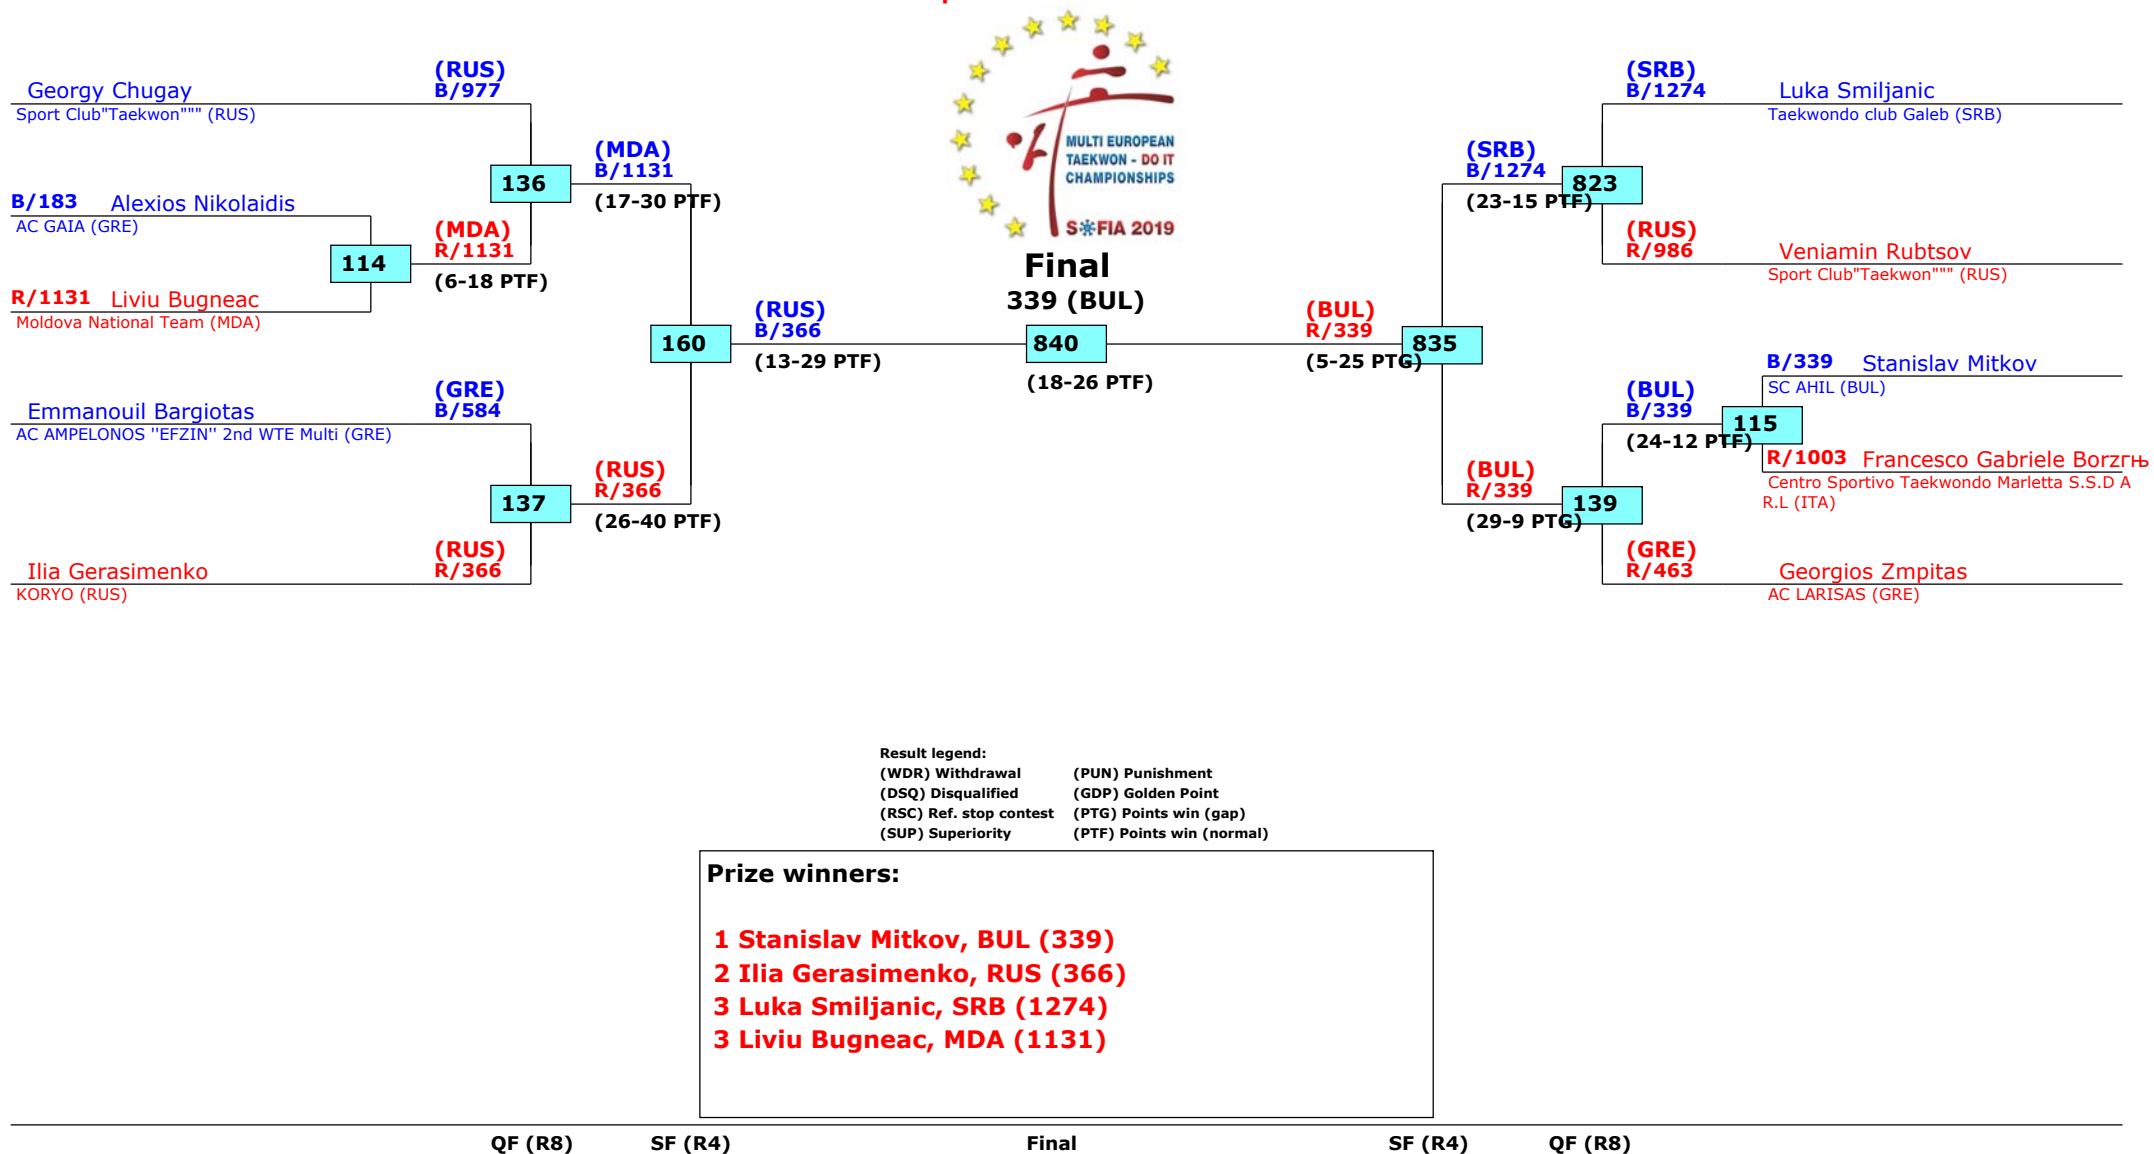 (RUS)
Georgy Chugay B/977
Sport Club"Taekwon""" (RUS)
136
(MDA)
B/1131
(17-30 PTF)
B/183 Alexios Nikolaidis
AC GAIA (GRE)
114
(MDA)
R/1131
(6-18 PTF)
R/1131 Liviu Bugneac
Moldova National Team (MDA)
160
(RUS)
B/366
(13-29 PTF)
(GRE)
Emmanouil Bargiotas B/584
AC AMPELONOS ''EFZIN'' 2nd WTE Multi (GRE)
137
(RUS)
R/366
(26-40 PTF)
(RUS)
Ilia Gerasimenko R/366
KORYO (RUS)
MULTI EUROPEAN
TAEKWON - DO IT
CHAMPIONSHIPS
S FIA 2019
Final
339 (BUL)
840
(18-26 PTF)
(BUL)
R/339
(5-25 PTG)
835
(SRB)
B/1274
(23-15 PTF)
823
(SRB)
B/1274 Luka Smiljanic
Taekwondo club Galeb (SRB)
(RUS)
R/986 Veniamin Rubtsov
Sport Club"Taekwon""" (RUS)
(BUL)
B/339
(24-12 PTF)
115
B/339 Stanislav Mitkov
SC AHIL (BUL)
R/1003 Francesco Gabriele Borzгњ
Centro Sportivo Taekwondo Marletta S.S.D A
R.L (ITA)
(BUL)
R/339
(29-9 PTG)
139
(GRE)
R/463 Georgios Zmpitas
AC LARISAS (GRE)
Result legend:
(WDR) Withdrawal (PUN) Punishment
(DSQ) Disqualified (GDP) Golden Point
(RSC) Ref. stop contest (PTG) Points win (gap)
(SUP) Superiority (PTF) Points win (normal)
Prize winners:
1 Stanislav Mitkov, BUL (339)
2 Ilia Gerasimenko, RUS (366)
3 Luka Smiljanic, SRB (1274)
3 Liviu Bugneac, MDA (1131)
QF (R8) SF (R4) Final SF (R4) QF (R8)